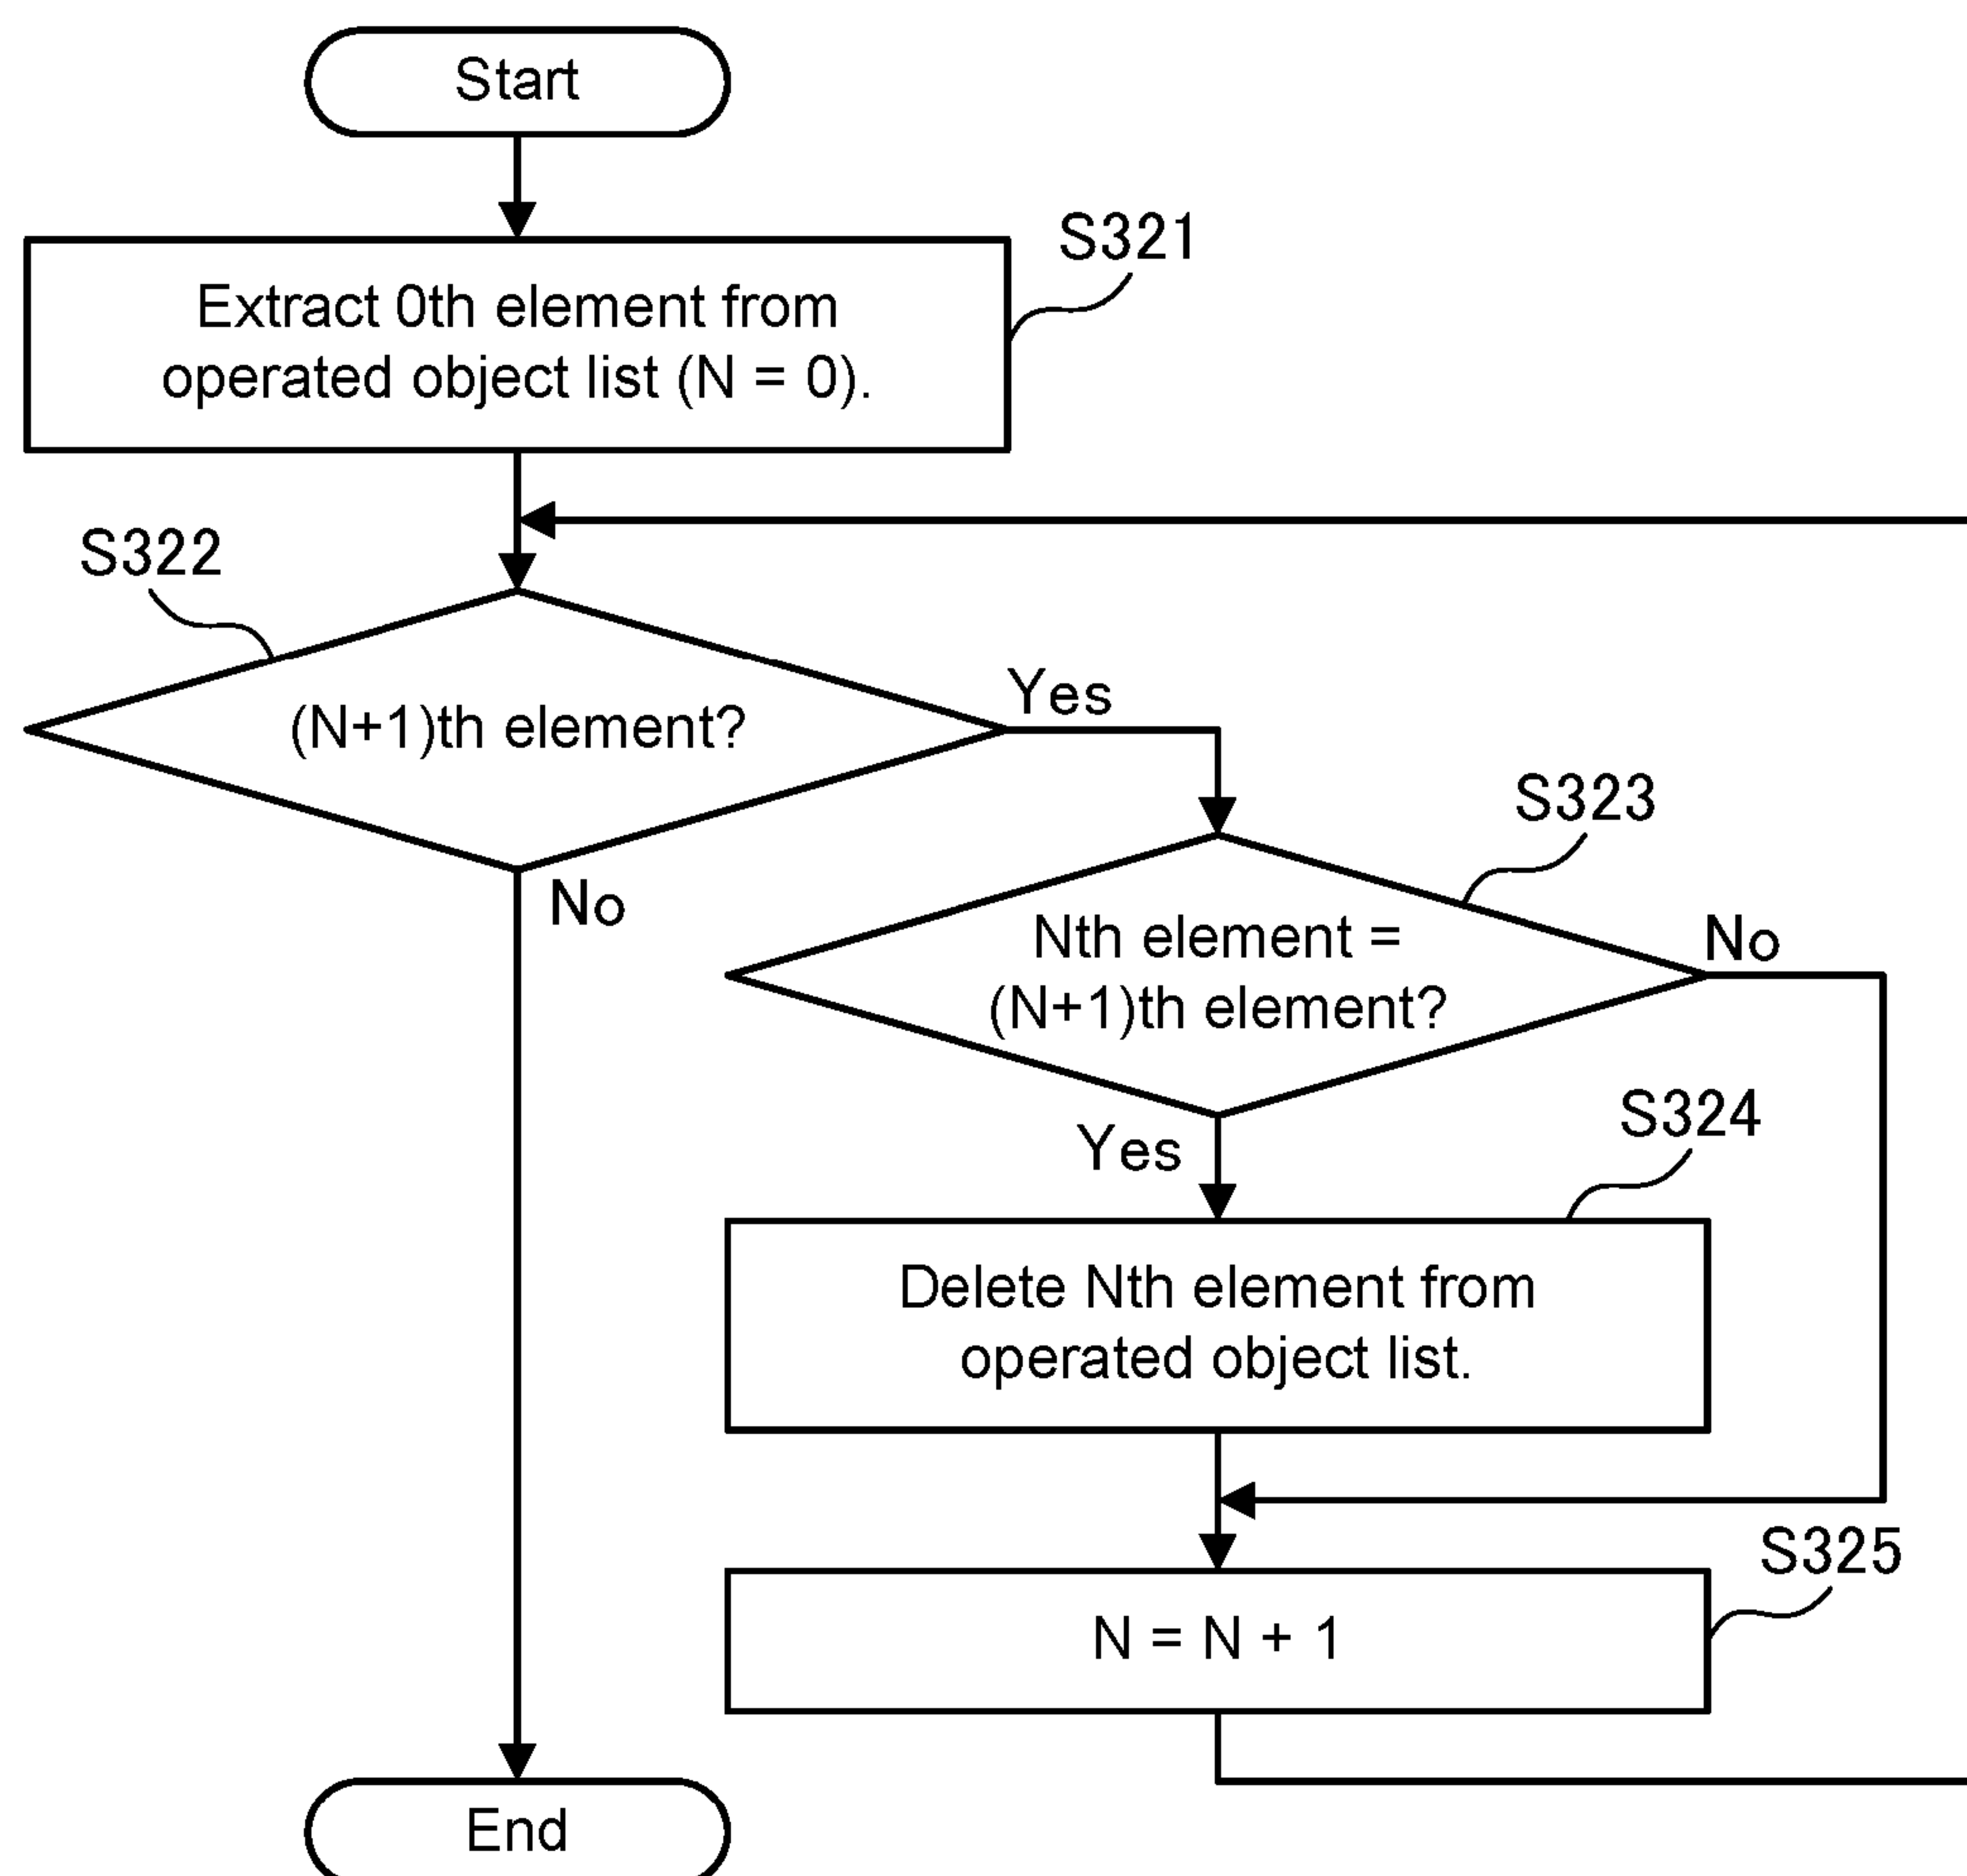 Start
S321
Extract 0th element from
operated object list (N = 0).
S322
(N+1)th element?
Yes
No
S323
Nth element =
(N+1)th element?
No
Yes
S324
Delete Nth element from
operated object list.
S325
N = N + 1
End